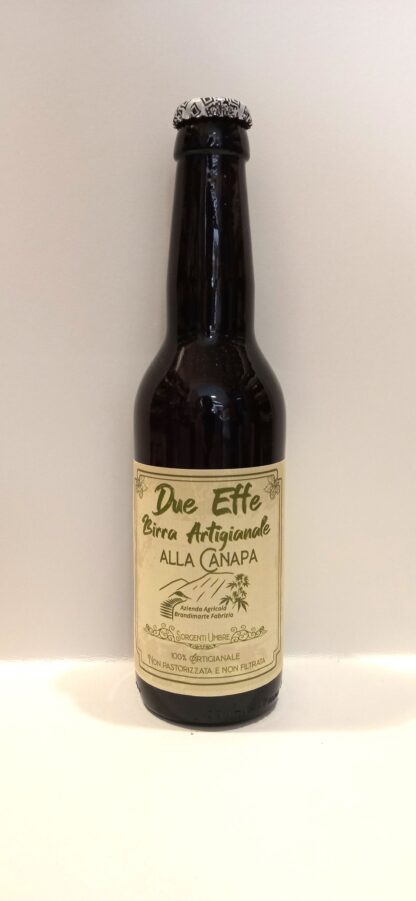 Due Effe
Birra Artigianale
ALLA CANAPA
Azienda Agricola
Brandimarte Fabrizio
SORGENTI UMBRE
100% ARTIGIANALE
NON PASTORIZZATA E NON FILTRATA